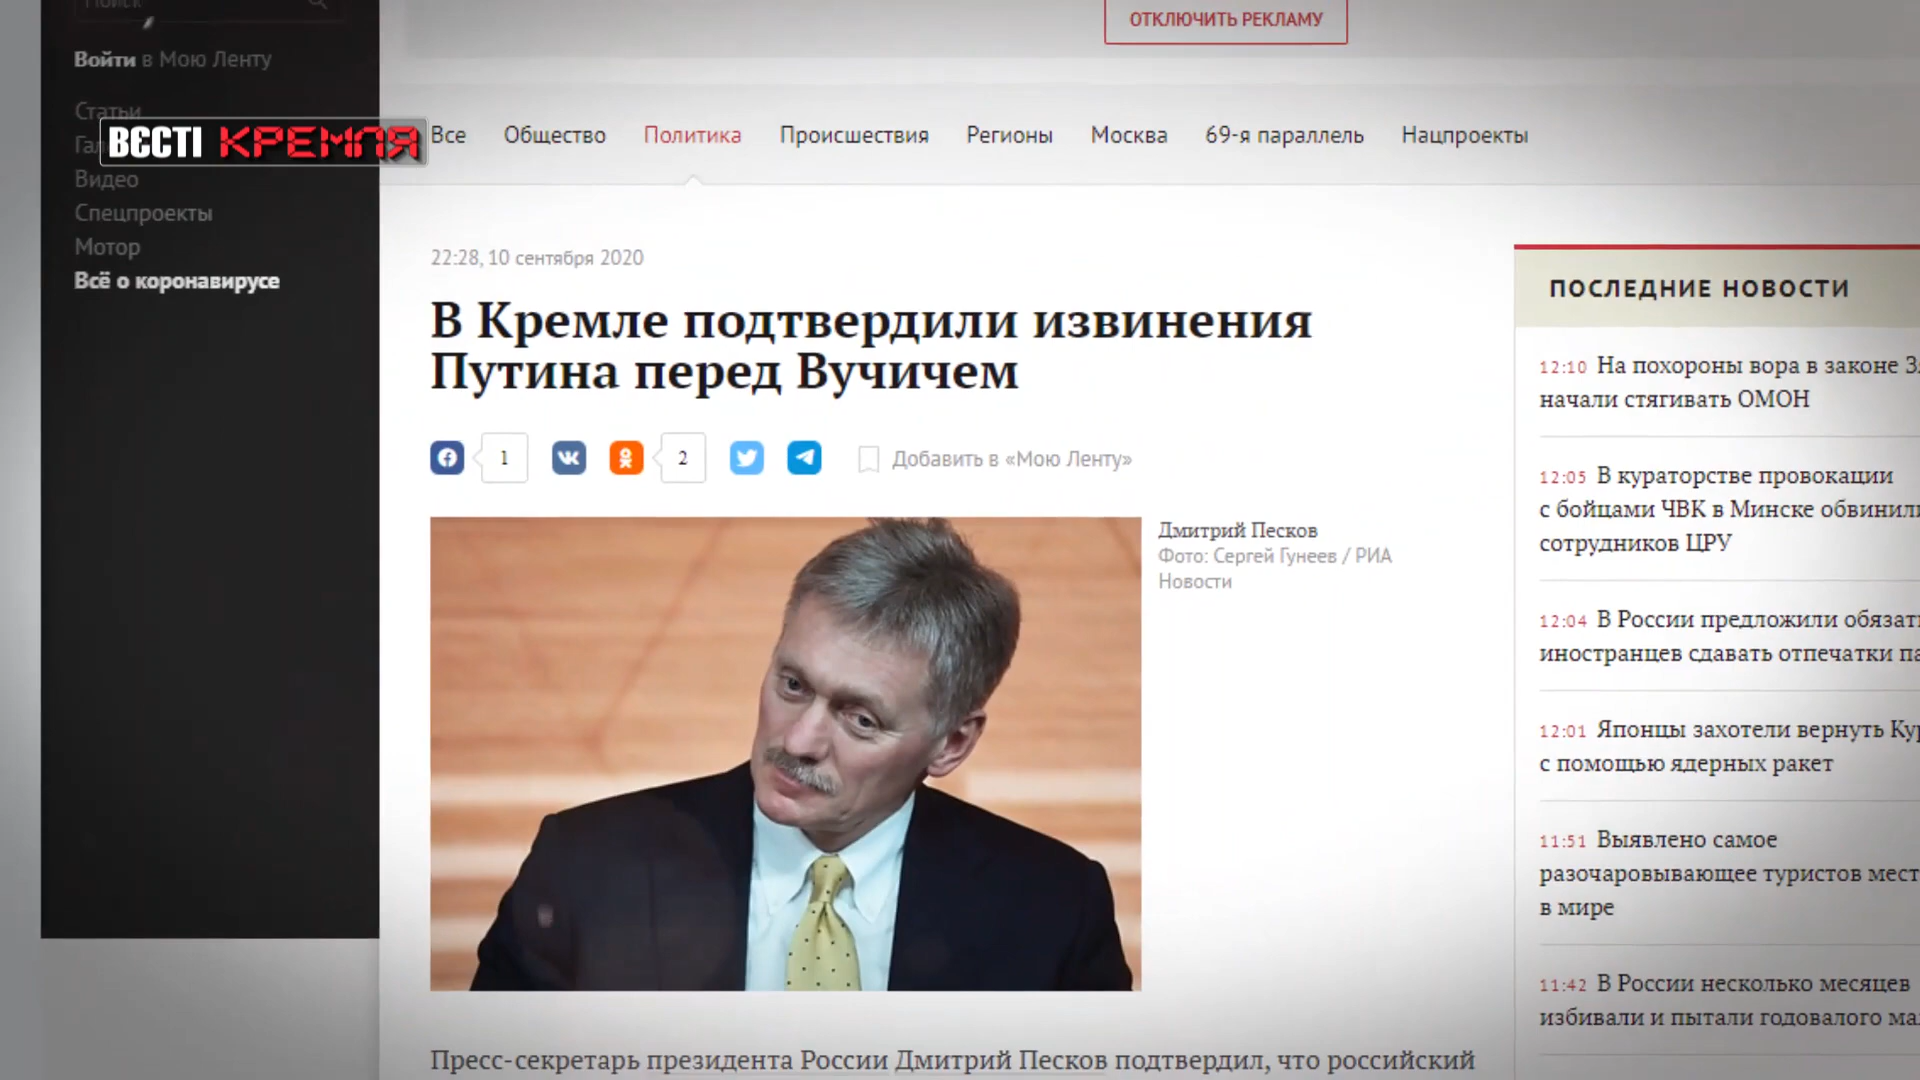 Поиск
ОТКЛЮЧИТЬ РЕКЛАМУ
Войти в Мою Ленту
Статьи
ВЄСТІ КРЕМЛЯ
Все Общество Политика Происшествия Регионы Москва 69-я параллель Нацпроекты
Видео
Спецпроекты
Мотор
Всё о коронавирусе
22:28, 10 сентября 2020
В Кремле подтвердили извинения
Путина перед Вучичем
1 2 Добавить в «Мою Ленту»
Дмитрий Песков
Фото: Сергей Гунеев / РИА
Новости
Пресс-секретарь президента России Дмитрий Песков подтвердил, что российский
ПОСЛЕДНИЕ НОВОСТИ
12:10 На похороны вора в законе
начали стягивать ОМОН
12:05 В кураторстве провокации
с бойцами ЧВК в Минске обвинили
сотрудников ЦРУ
12:04 В России предложили
иностранцев сдавать отпечатки
12:01 Японцы захотели вернуть
с помощью ядерных ракет
11:51 Выявлено самое
разочаровывающее туристов
в мире
11:42 В России несколько месяцев
избивали и пытали годовалого